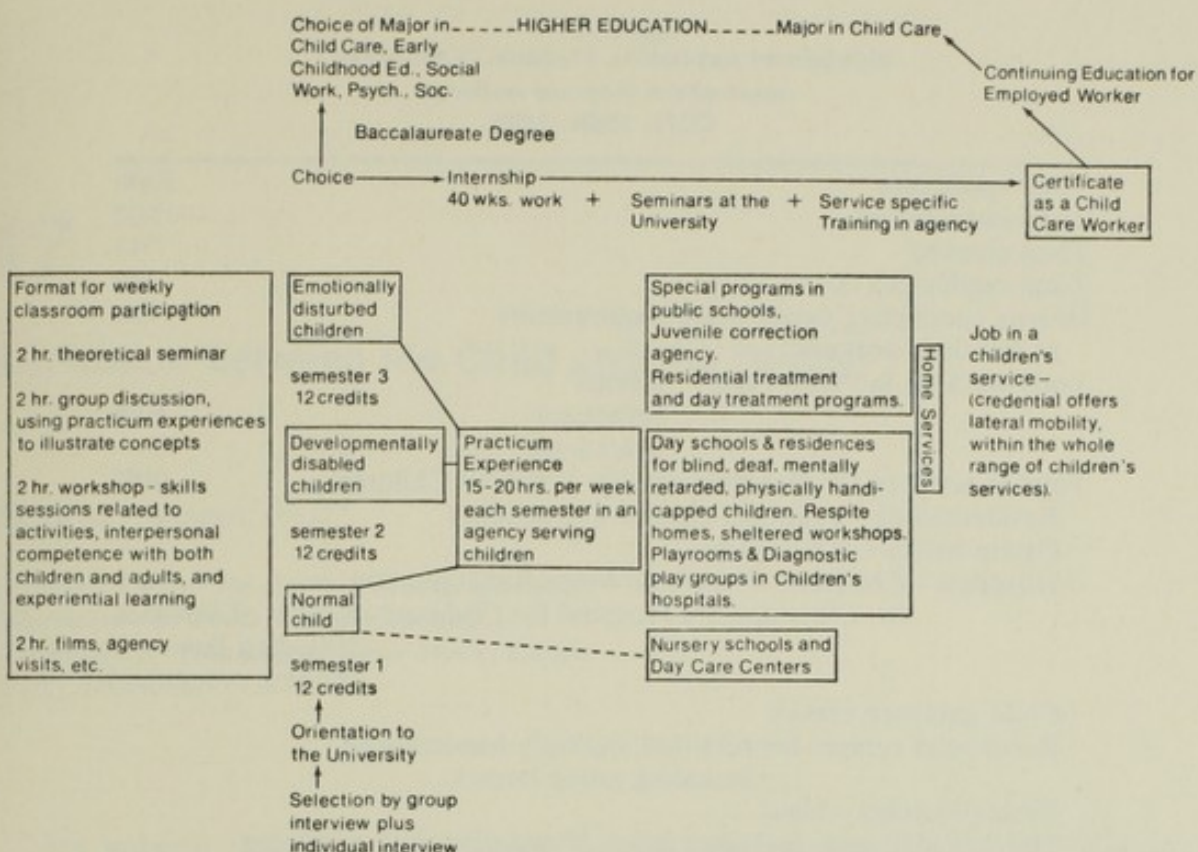 Choice of Major in-----HIGHER EDUCATION-----Major in Child Care
Child Care, Early
Childhood Ed., Social
Work, Psych., Soc.
Continuing Education for
Employed Worker
Baccalaureate Degree
Choice
Internship
40 wks. work + Seminars at the + Service specific
University
Training in agency
Certificate
as a Child
Care Worker
Format for weekly
classroom participation
2 hr. theoretical seminar
2 hr. group discussion,
using practicum experiences
to illustrate concepts
2 hr. workshop - skills
sessions related to
activities, interpersonal
competence with both
children and adults, and
experiential learning
2 hr. films, agency
visits, etc.
Emotionally
disturbed
children
semester 3
12 credits
Developmentally
disabled
children
semester 2
12 credits
Normal
child
semester 1
12 credits
Orientation to
the University
Selection by group
interview plus
individual interview
Practicum
Experience
15-20 hrs. per week
each semester in an
agency serving
children
Special programs in
public schools,
Juvenile correction
agency.
Residential treatment
and day treatment programs.
Day schools & residences
for blind, deaf, mentally
retarded, physically handi-
capped children. Respite
homes, sheltered workshops.
Playrooms & Diagnostic
play groups in Children's
hospitals.
Nursery schools and
Day Care Centers
Home Services
Job in a
children's
service –
(credential offers
lateral mobility,
within the whole
range of children's
services).